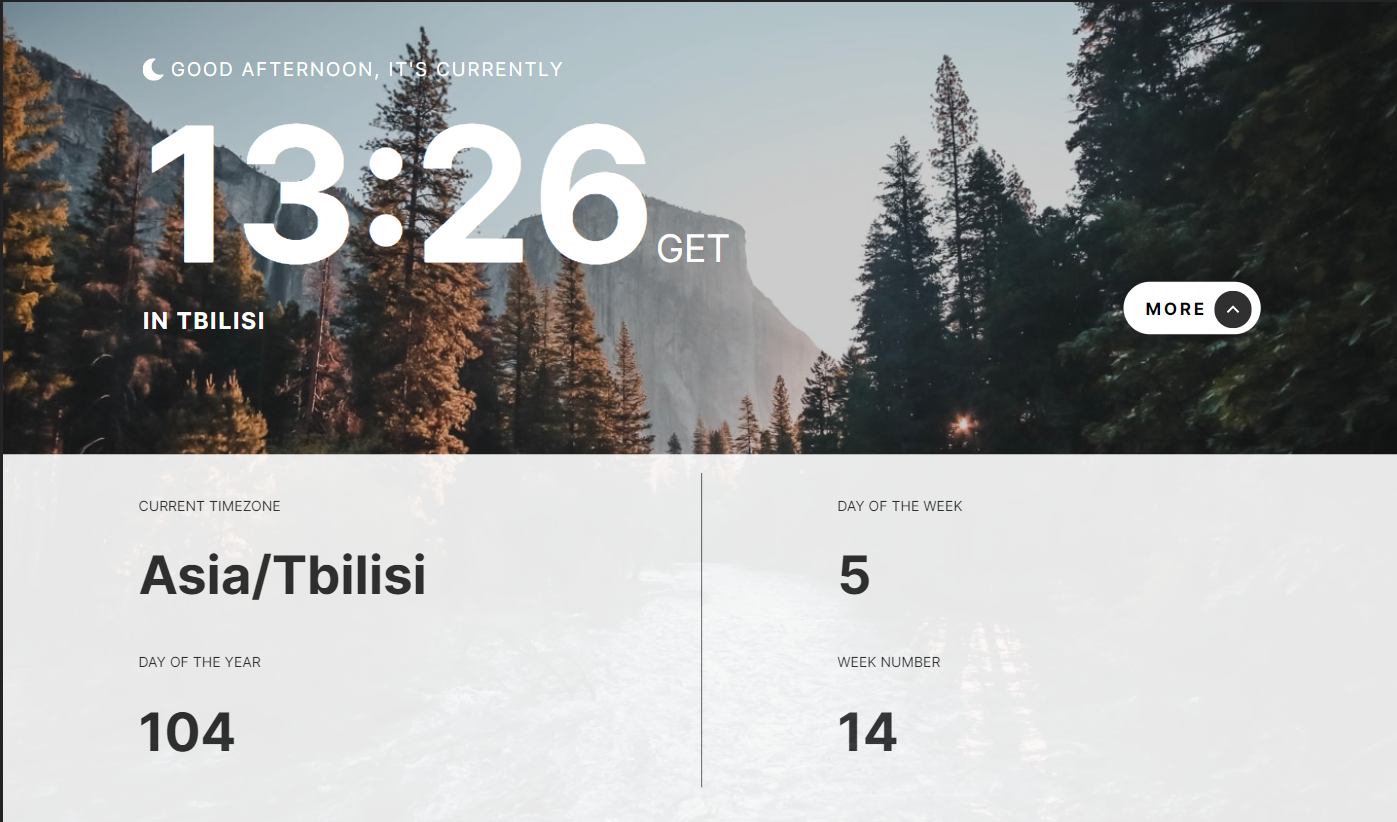 GOOD AFTERNOON, IT'S CURRENTLY
13:26 GET
IN TBILISI
MORE
CURRENT TIMEZONE
Asia/Tbilisi
DAY OF THE YEAR
104
DAY OF THE WEEK
5
WEEK NUMBER
14